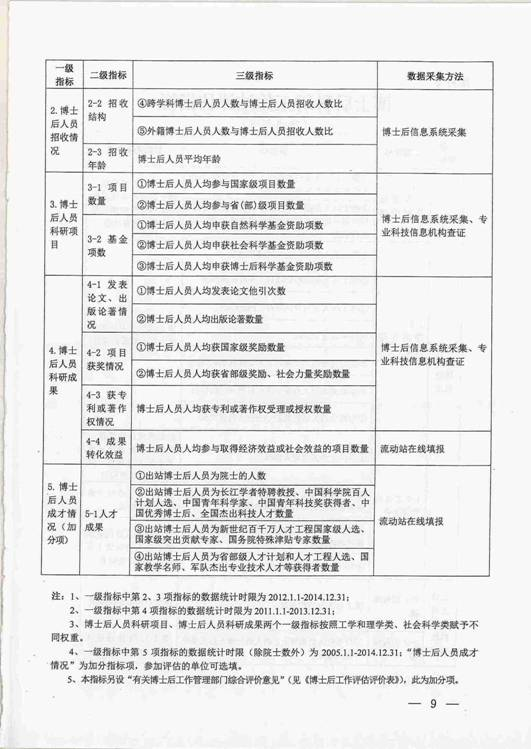 一级
指标
二级指标
三级指标
数据采集方法
2.博士
后人员
招收情
况
2-2 招收
结构
④跨学科博士后人员人数与博士后人员招收人数比
⑤外籍博士后人员人数与博士后人员招收人数比
2-3 招收
年龄
博士后人员平均年龄
博士后信息系统采集
3.博士
后人员
科研项
目
3-1 项目
数量
①博士后人员人均参与国家级项目数量
②博士后人员人均参与省(部)级项目数量
3-2 基金
项数
①博士后人员人均申获自然科学基金资助项数
②博士后人员人均申获社会科学基金资助项数
③博士后人员人均申获博士后科学基金资助项数
博士后信息系统采集、专
业科技信息机构查证
4.博士
后人员
科研成
果
4-1 发表
论文、出
版论著情
况
①博士后人员人均发表论文他引次数
②博士后人员人均出版论著数量
4-2 项目
获奖情况
①博士后人员人均获国家级奖励数量
②博士后人员人均获省部级奖励、社会力量奖励数量
4-3 获专
利或著作
权情况
博士后人员人均获专利或著作权受理或授权数量
博士后信息系统采集、专
业科技信息机构查证
4-4 成果
转化效益
博士后人员人均参与取得经济效益或社会效益的项目数量
流动站在线填报
5.博士
后人员
成才情
况（加
分项）
5-1人才
成果
①出站博士后人员为院士的人数
②出站博士后人员为长江学者特聘教授、中国科学院百人
计划人选、中国青年科学家、中国青年科技奖获得者、中
国优秀博士后、全国杰出科技人才数量
③出站博士后人员为新世纪百千万人才工程国家级人选、
国家级突出贡献专家、国务院特殊津贴专家数量
④出站博士后人员为省部级人才计划和人才工程人选、国
家教学名师、军队杰出专业技术人才等获得者数量
流动站在线填报
注：1、一级指标中第 2、3 项指标的数据统计时限为 2012.1.1-2014.12.31；
2、一级指标中第 4 项指标的数据统计时限为 2011.1.1-2013.12.31；
3、博士后人员科研项目、博士后人员科研成果两个一级指标按照工学和理学类、社会科学类赋予不
同权重。
4、一级指标中第 5 项指标的数据统计时限（除院士数外）为 2005.1.1-2014.12.31；“博士后人员成才
情况”为加分指标项，参加评估的单位可选填。
5、本指标另设“有关博士后工作管理部门综合评价意见”（见《博士后工作评估评价表》），此为加分项。
— 9 —